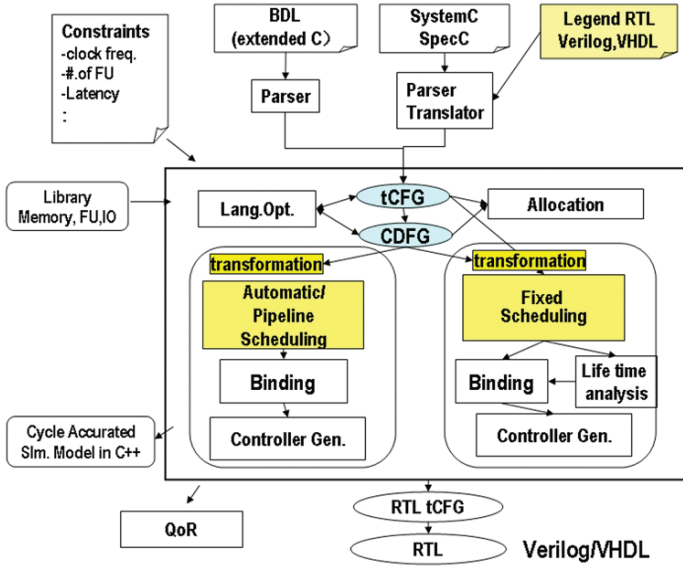 Constraints
-clock freq.
-#.of FU
-Latency
:
BDL
(extended C)
SystemC
SpecC
Legend RTL
Verilog,VHDL
Parser
Parser
Translator
Library
Memory, FU,IO
Lang.Opt.
tCFG
CDFG
Allocation
transformation
Automatic/
Pipeline
Scheduling
Binding
Controller Gen.
transformation
Fixed
Scheduling
Binding
Life time
analysis
Controller Gen.
Cycle Accurated
SIm. Model in C++
QoR
RTL tCFG
RTL
Verilog/VHDL